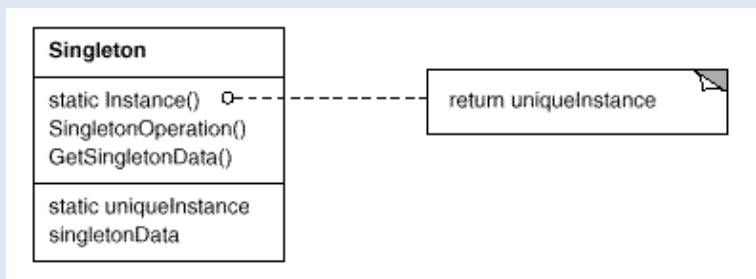 Singleton
static Instance()
return uniqueInstance
SingletonOperation()
GetSingletonData()
static uniqueInstance
singletonData